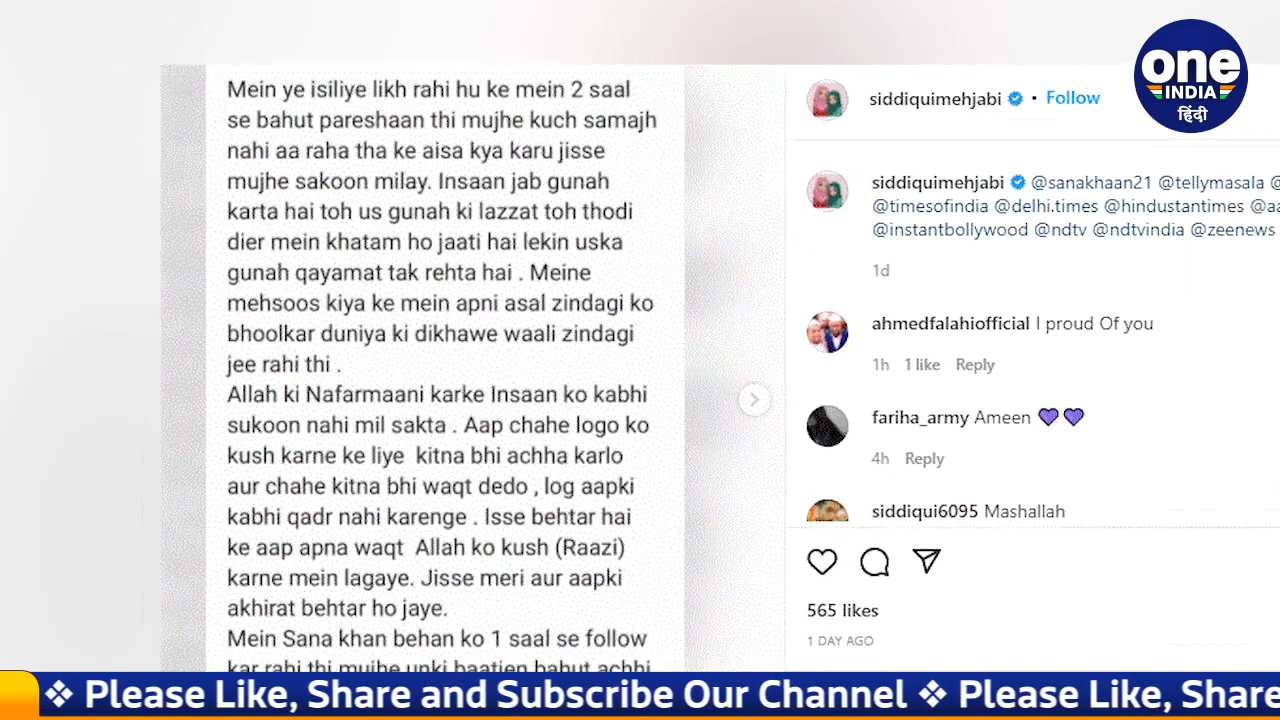 Mein ye isiliye likh rahi hu ke mein 2 saal
se bahut pareshaan thi mujhe kuch samajh
nahi aa raha tha ke aisa kya karu jisse
mujhe sakoon milay. Insaan jab gunah
karta hai toh us gunah ki lazzat toh thodi
dier mein khatam ho jaati hai lekin uska
gunah qayamat tak rehta hai . Meine
mehsoos kiya ke mein apni asal zindagi ko
bhoolkar duniya ki dikhawe waali zindagi
jee rahi thi .
Allah ki Nafarmaani karke Insaan ko kabhi
sukoon nahi mil sakta . Aap chahe logo ko
kush karne ke liye kitna bhi achha karlo
aur chahe kitna bhi waqt dedo , log aapki
kabhi qadr nahi karenge . Isse behtar hai
ke aap apna waqt Allah ko kush (Raazi)
karne mein lagaye. Jisse meri aur aapki
akhirat behtar ho jaye.
Mein Sana khan behan ko 1 saal se follow
kar rahi thi mujhe unki baatien bahut achhi
one
INDIA
हिंदी
siddiquimehjabi • Follow
siddiquimehjabi @sanakhaan21 @tellymasala @
@timesofindia @delhi.times @hindustantimes @aa
@instantbollywood @ndtv @ndtvindia @zeenews
1d
ahmedfalahiofficial I proud Of you
1h 1 like Reply
fariha_army Ameen 💜💜
4h Reply
siddiqui6095 Mashallah
565 likes
1 DAY AGO
❖ Please Like, Share and Subscribe Our Channel ❖ Please Like, Share